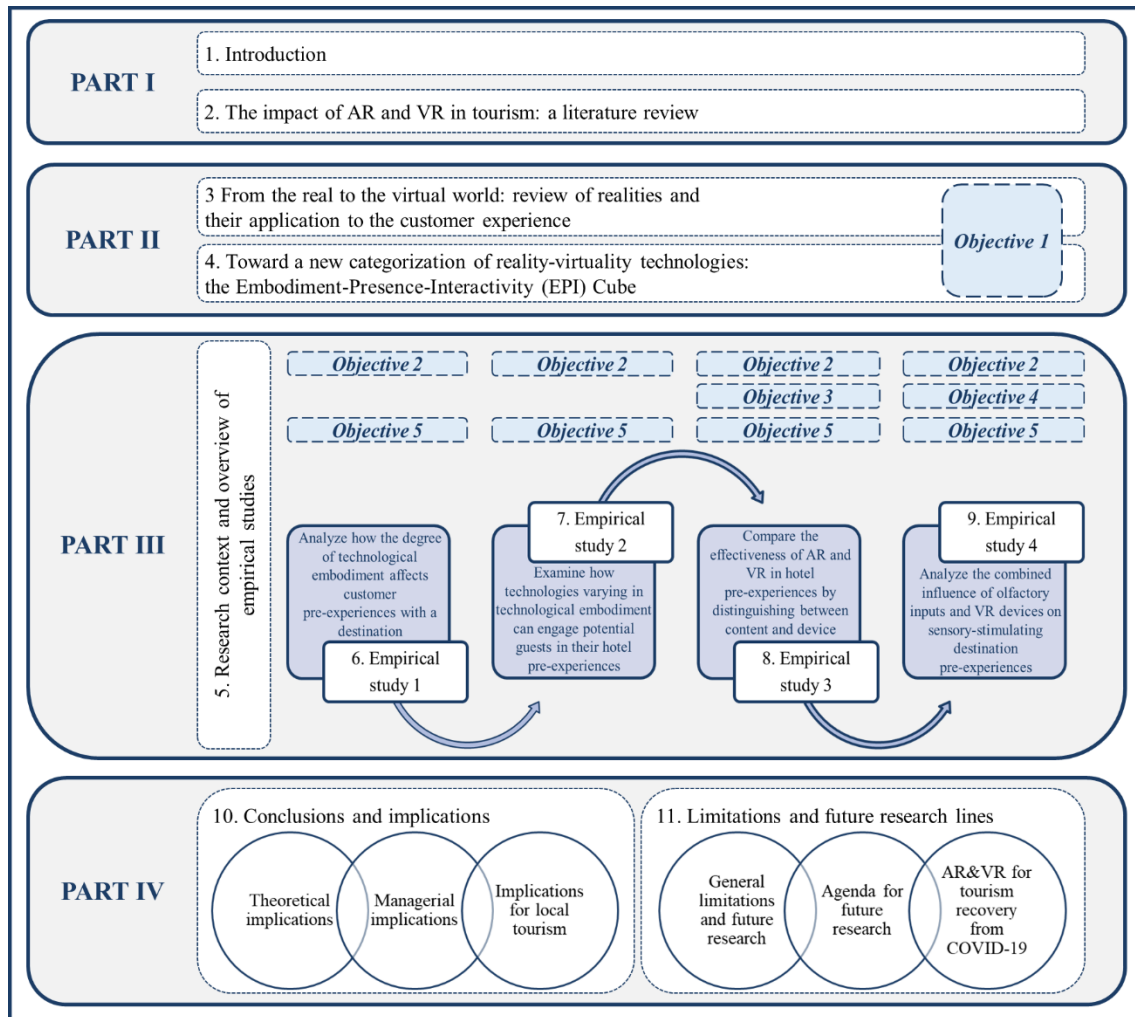 PART I
1. Introduction
2. The impact of AR and VR in tourism: a literature review
PART II
3 From the real to the virtual world: review of realities and
their application to the customer experience
4. Toward a new categorization of reality-virtuality technologies:
the Embodiment-Presence-Interactivity (EPI) Cube
Objective 1
PART III
5. Research context and overview of
empirical studies
Objective 2
Objective 5
Analyze how the degree of
technological
embodiment affects
customer
pre-experiences with a
destination
6. Empirical
study 1
Objective 2
Objective 5
7. Empirical
study 2
Examine how
technologies varying in
technological embodiment
can engage potential
guests in their hotel
pre-experiences
Objective 2
Objective 3
Objective 5
Compare the
effectiveness of AR and
VR in hotel
pre-experiences by
distinguishing between
content and device
8. Empirical
study 3
Objective 2
Objective 4
Objective 5
9. Empirical
study 4
Analyze the combined
influence of olfactory
inputs and VR devices on
sensory-stimulating
destination
pre-experiences
PART IV
10. Conclusions and implications
Theoretical
implications
Managerial
implications
Implications
for local
tourism
11. Limitations and future research lines
General
limitations
and future
research
Agenda for
future
research
AR&VR for
tourism
recovery
from
COVID-19